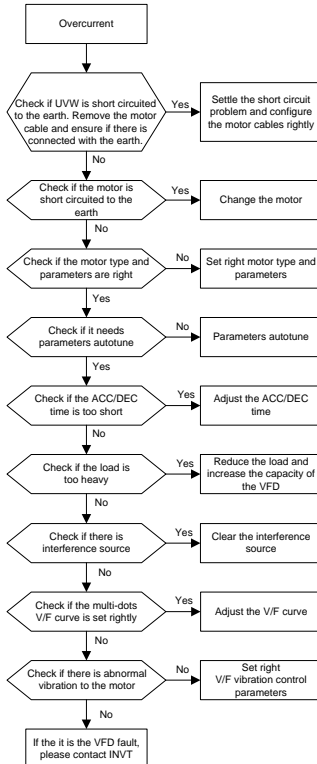 Overcurrent
Check if UVW is short circuited
to the earth. Remove the motor
cable and ensure if there is
connected with the earth.
Yes
Settle the short circuit
problem and configure
the motor cables rightly
No
Check if the motor is
short circuited to the
earth
Yes
Change the motor
No
Check if the motor type and
parameters are right
No
Set right motor type and
parameters
Yes
Check if it needs
parameters autotune
No
Parameters autotune
Yes
Check if the ACC/DEC
time is too short
Yes
Adjust the ACC/DEC
time
No
Check if the load is
too heavy
Yes
Reduce the load and
increase the capacity of
the VFD
No
Check if there is
interference source
Yes
Clear the interference
source
No
Check if the multi-dots
V/F curve is set rightly
Yes
Adjust the V/F curve
No
Check if there is abnormal
vibration to the motor
No
Set right
V/F vibration control
parameters
No
If the it is the VFD fault,
please contact INVT